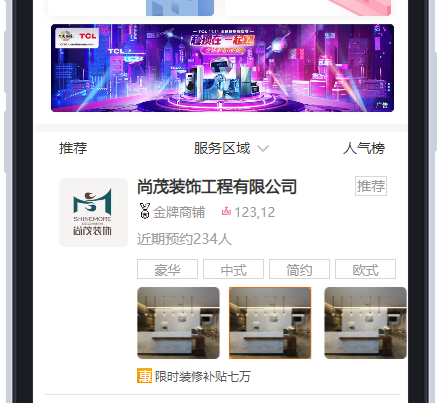 TCL
TCL
广告
推荐
服务区域
人气榜
尚茂装饰工程有限公司
推荐
SHINEMORE
尚茂装饰
金牌商铺
123,12
近期预约234人
豪华
中式
简约
欧式
惠
限时装修补贴七万